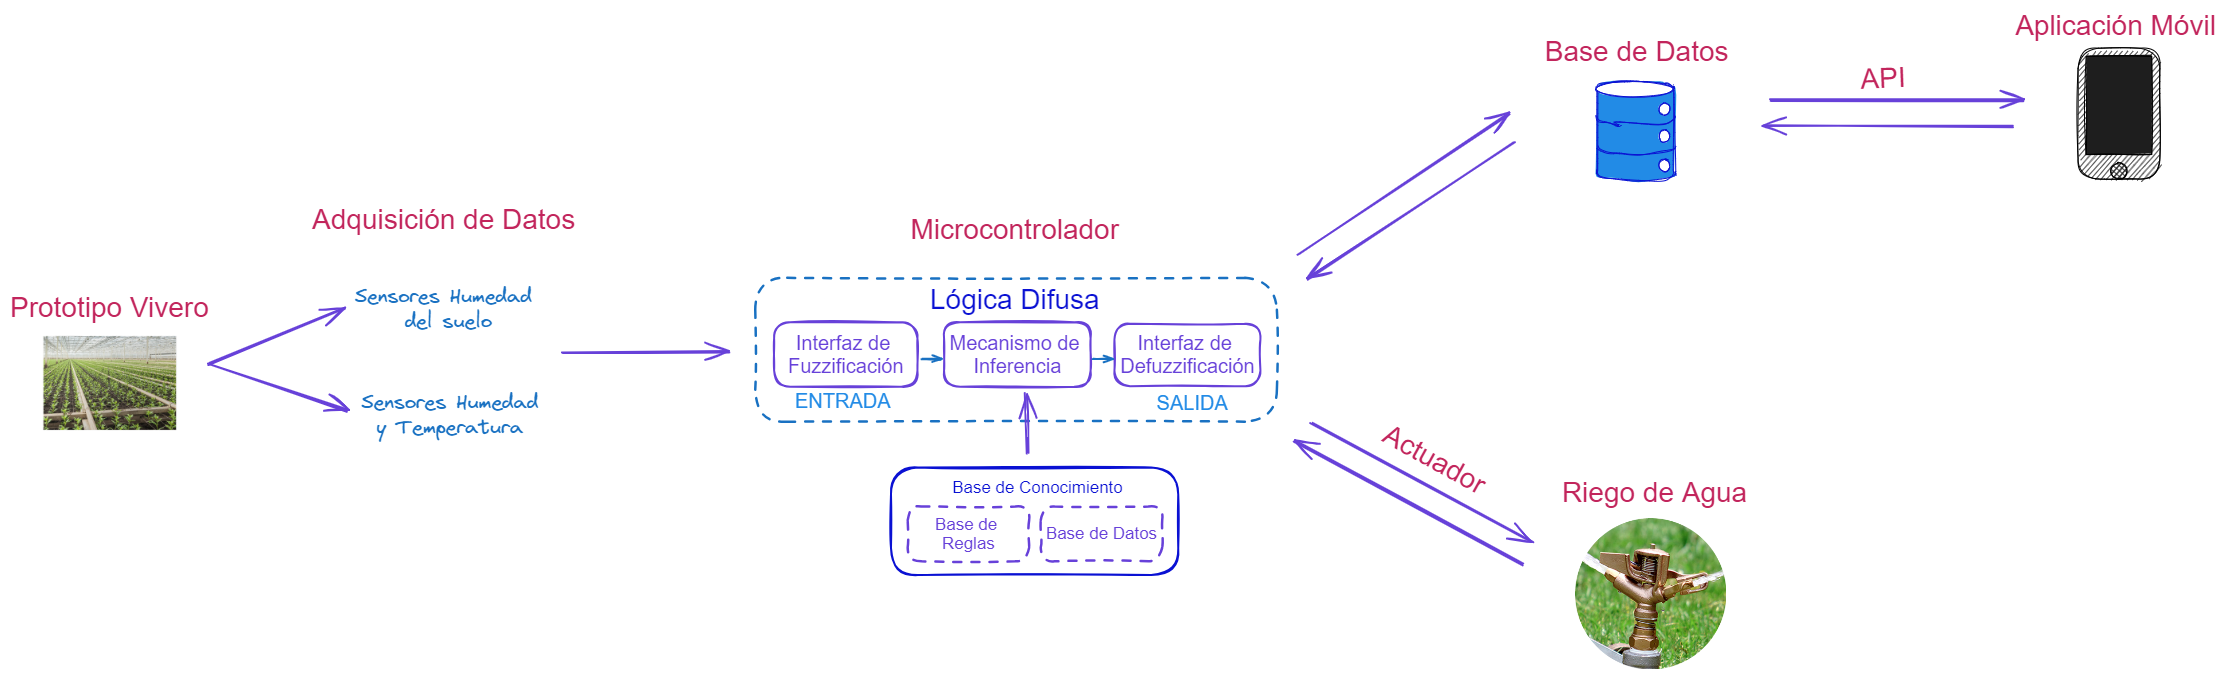 Prototipo Vivero
Adquisición de Datos
Sensores Humedad
del suelo
Sensores Humedad
y Temperatura
Microcontrolador
Lógica Difusa
Interfaz de
Fuzzificación
ENTRADA
Mecanismo de
Inferencia
Interfaz de
Defuzzificación
SALIDA
Base de Conocimiento
Base de
Reglas
Base de Datos
Base de Datos
API
Aplicación Móvil
Actuador
Riego de Agua